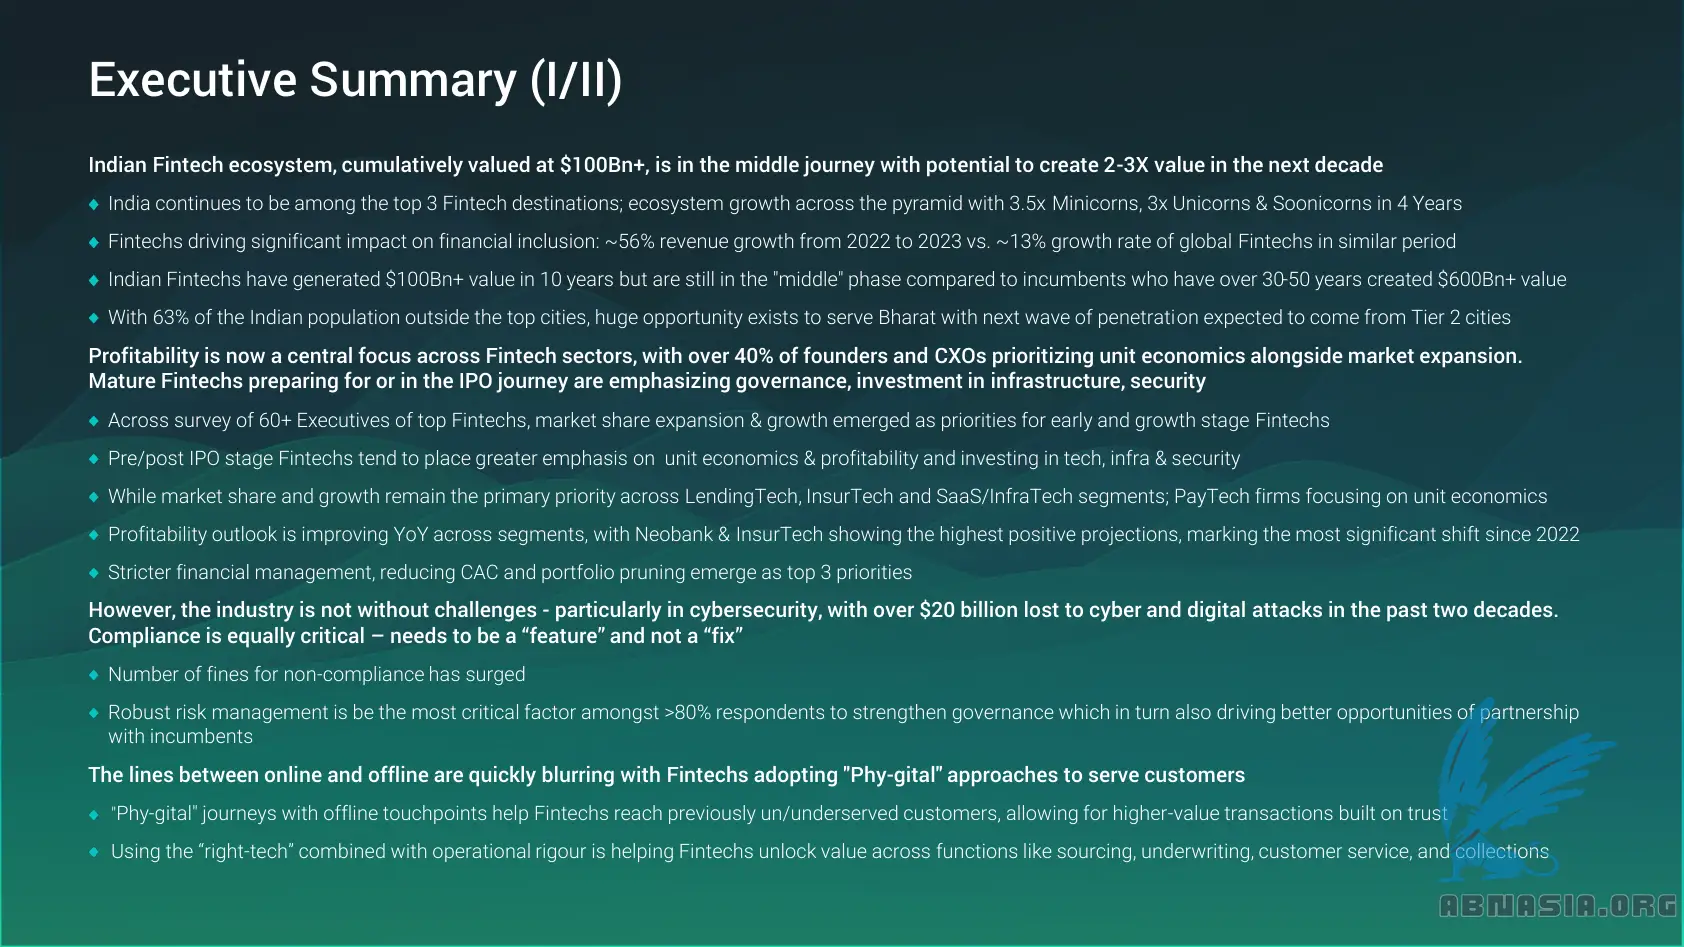 Executive Summary (I/II)
Indian Fintech ecosystem, cumulatively valued at $100Bn+, is in the middle journey with potential to create 2-3X value in the next decade
India continues to be among the top 3 Fintech destinations; ecosystem growth across the pyramid with 3.5x Minicorns, 3x Unicorns & Soonicorns in 4 Years
Fintechs driving significant impact on financial inclusion: ~56% revenue growth from 2022 to 2023 vs. ~13% growth rate of global Fintechs in similar period
Indian Fintechs have generated $100Bn+ value in 10 years but are still in the "middle" phase compared to incumbents who have over 30-50 years created $600Bn+ value
With 63% of the Indian population outside the top cities, huge opportunity exists to serve Bharat with next wave of penetration expected to come from Tier 2 cities
Profitability is now a central focus across Fintech sectors, with over 40% of founders and CXOs prioritizing unit economics alongside market expansion.
Mature Fintechs preparing for or in the IPO journey are emphasizing governance, investment in infrastructure, security
Across survey of 60+ Executives of top Fintechs, market share expansion & growth emerged as priorities for early and growth stage Fintechs
Pre/post IPO stage Fintechs tend to place greater emphasis on unit economics & profitability and investing in tech, infra & security
While market share and growth remain the primary priority across LendingTech, InsurTech and SaaS/InfraTech segments; PayTech firms focusing on unit economics
Profitability outlook is improving YoY across segments, with Neobank & InsurTech showing the highest positive projections, marking the most significant shift since 2022
Stricter financial management, reducing CAC and portfolio pruning emerge as top 3 priorities
However, the industry is not without challenges - particularly in cybersecurity, with over $20 billion lost to cyber and digital attacks in the past two decades.
Compliance is equally critical – needs to be a “feature” and not a “fix”
Number of fines for non-compliance has surged
Robust risk management is be the most critical factor amongst >80% respondents to strengthen governance which in turn also driving better opportunities of partnership
with incumbents
The lines between online and offline are quickly blurring with Fintechs adopting "Phy-gital" approaches to serve customers
"Phy-gital" journeys with offline touchpoints help Fintechs reach previously un/underserved customers, allowing for higher-value transactions built on trust
Using the “right-tech” combined with operational rigour is helping Fintechs unlock value across functions like sourcing, underwriting, customer service, and collections
ABNASIA.ORG